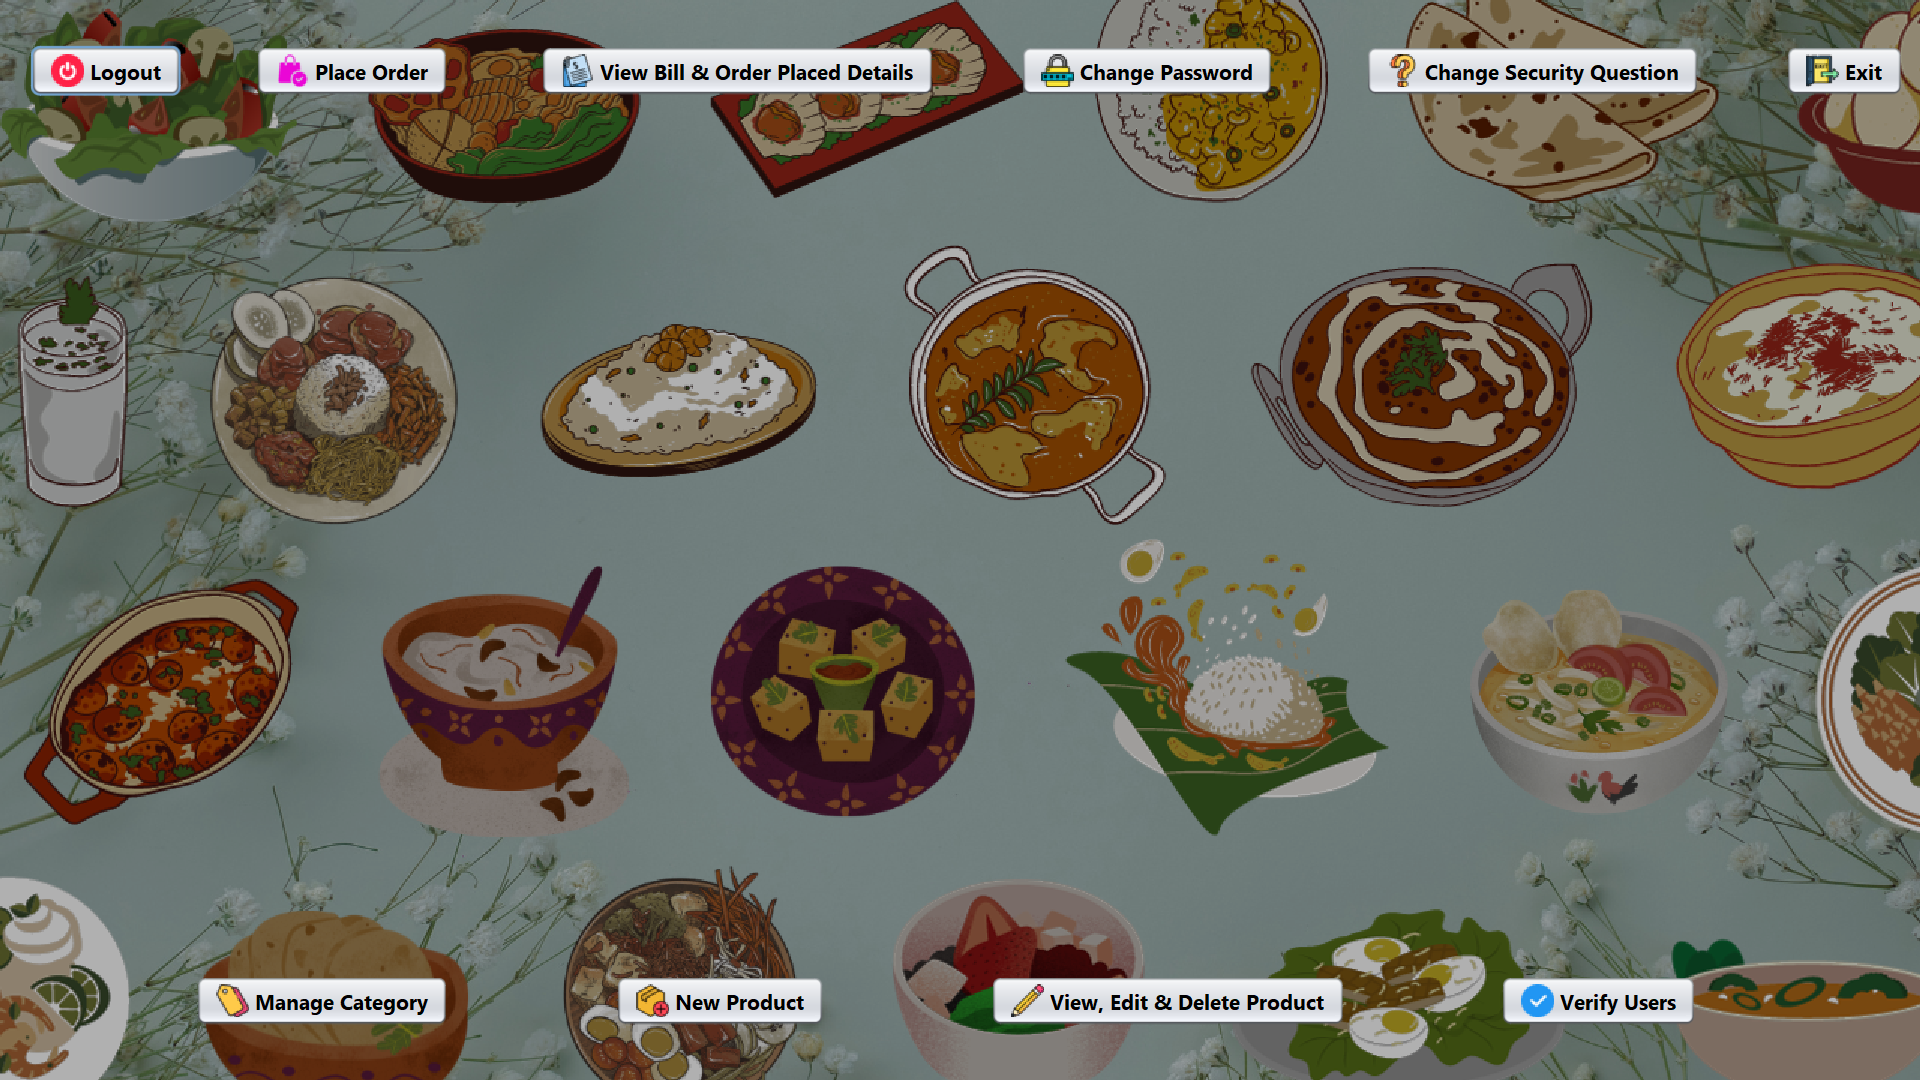 Logout
Place Order
View Bill & Order Placed Details
Change Password
Change Security Question
Exit
Manage Category
New Product
View, Edit & Delete Product
Verify Users